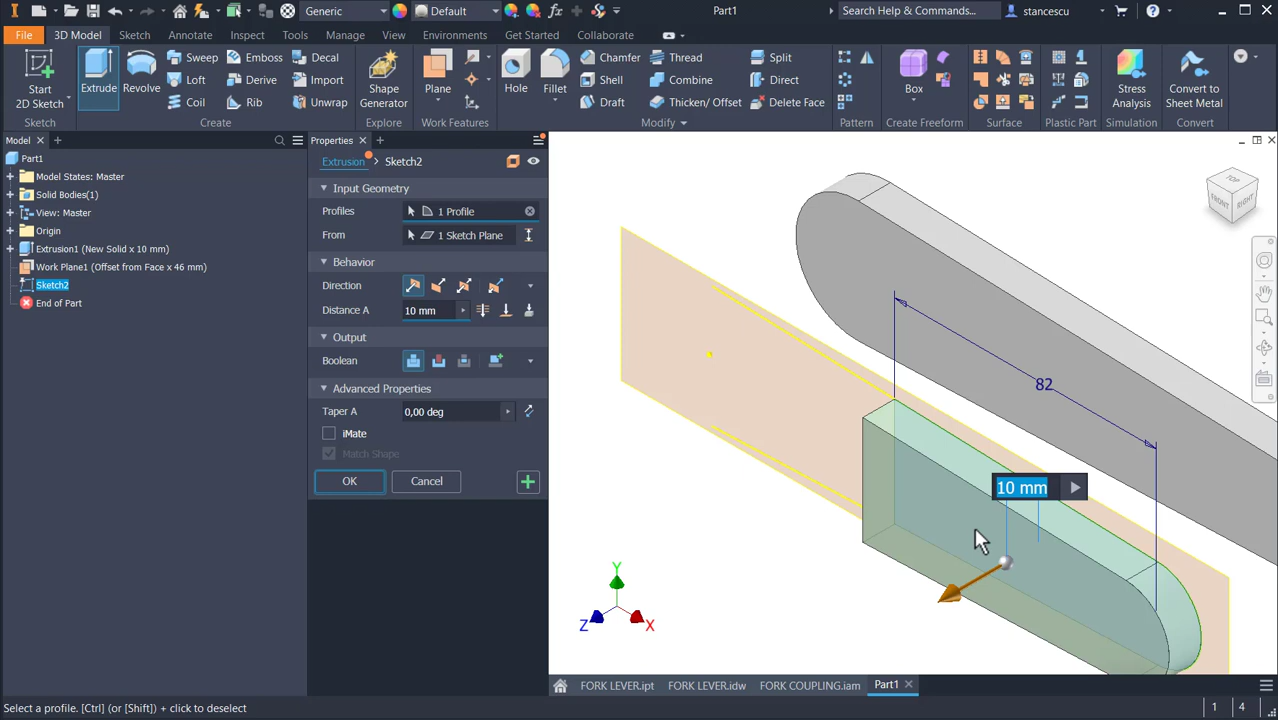 Generic
Default
fx
Part1
Search Help & Commands...
stancescu
File
3D Model
Sketch
Annotate
Inspect
Tools
Manage
View
Environments
Get Started
Collaborate
Start
2D Sketch
Extrude
Revolve
Sweep
Emboss
Decal
Loft
Derive
Import
Coil
Rib
Unwrap
Shape
Generator
Plane
Hole
Fillet
Chamfer
Thread
Split
Shell
Combine
Direct
Draft
Thicken/ Offset
Delete Face
Box
Stress
Analysis
Convert to
Sheet Metal
Sketch
Create
Explore
Work Features
Modify
Pattern
Create Freeform
Surface
Plastic Part
Simulation
Convert
Model
Part1
Model States: Master
Solid Bodies(1)
View: Master
Origin
Extrusion1 (New Solid x 10 mm)
Work Plane1 (Offset from Face x 46 mm)
Sketch2
End of Part
Properties
Extrusion > Sketch2
Input Geometry
Profiles 1 Profile
From 1 Sketch Plane
Behavior
Direction
Distance A 10 mm
Output
Boolean
Advanced Properties
Taper A 0,00 deg
iMate
Match Shape
OK Cancel
TOP
FRONT RIGHT
82
10 mm
Y
Z X
FORK LEVER.ipt FORK LEVER.idw FORK COUPLING.iam Part1
Select a profile. [Ctrl] (or [Shift]) + click to deselect
1 4